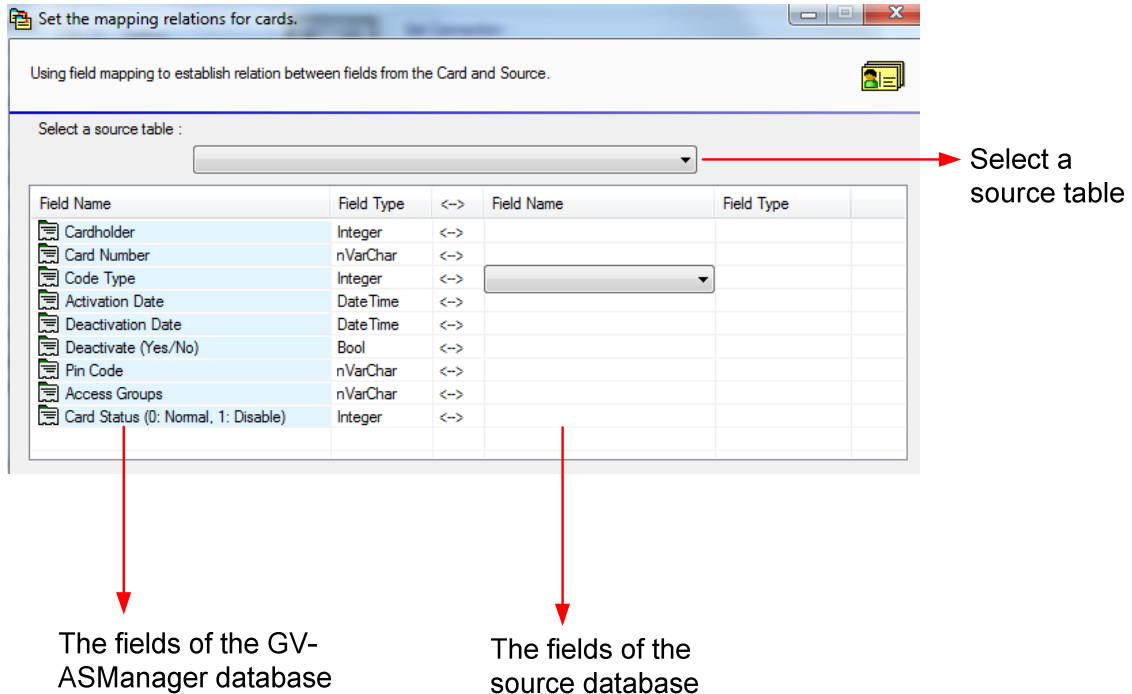 Set the mapping relations for cards.
Using field mapping to establish relation between fields from the Card and Source.
Select a source table :
Select a
source table
Field Name Field Type <--> Field Name Field Type
Cardholder Integer <-->
Card Number nVarChar <-->
Code Type Integer <-->
Activation Date DateTime <-->
Deactivation Date DateTime <-->
Deactivate (Yes/No) Bool <-->
Pin Code nVarChar <-->
Access Groups nVarChar <-->
Card Status (0: Normal, 1: Disable) Integer <-->
The fields of the GV-
ASManager database
The fields of the
source database